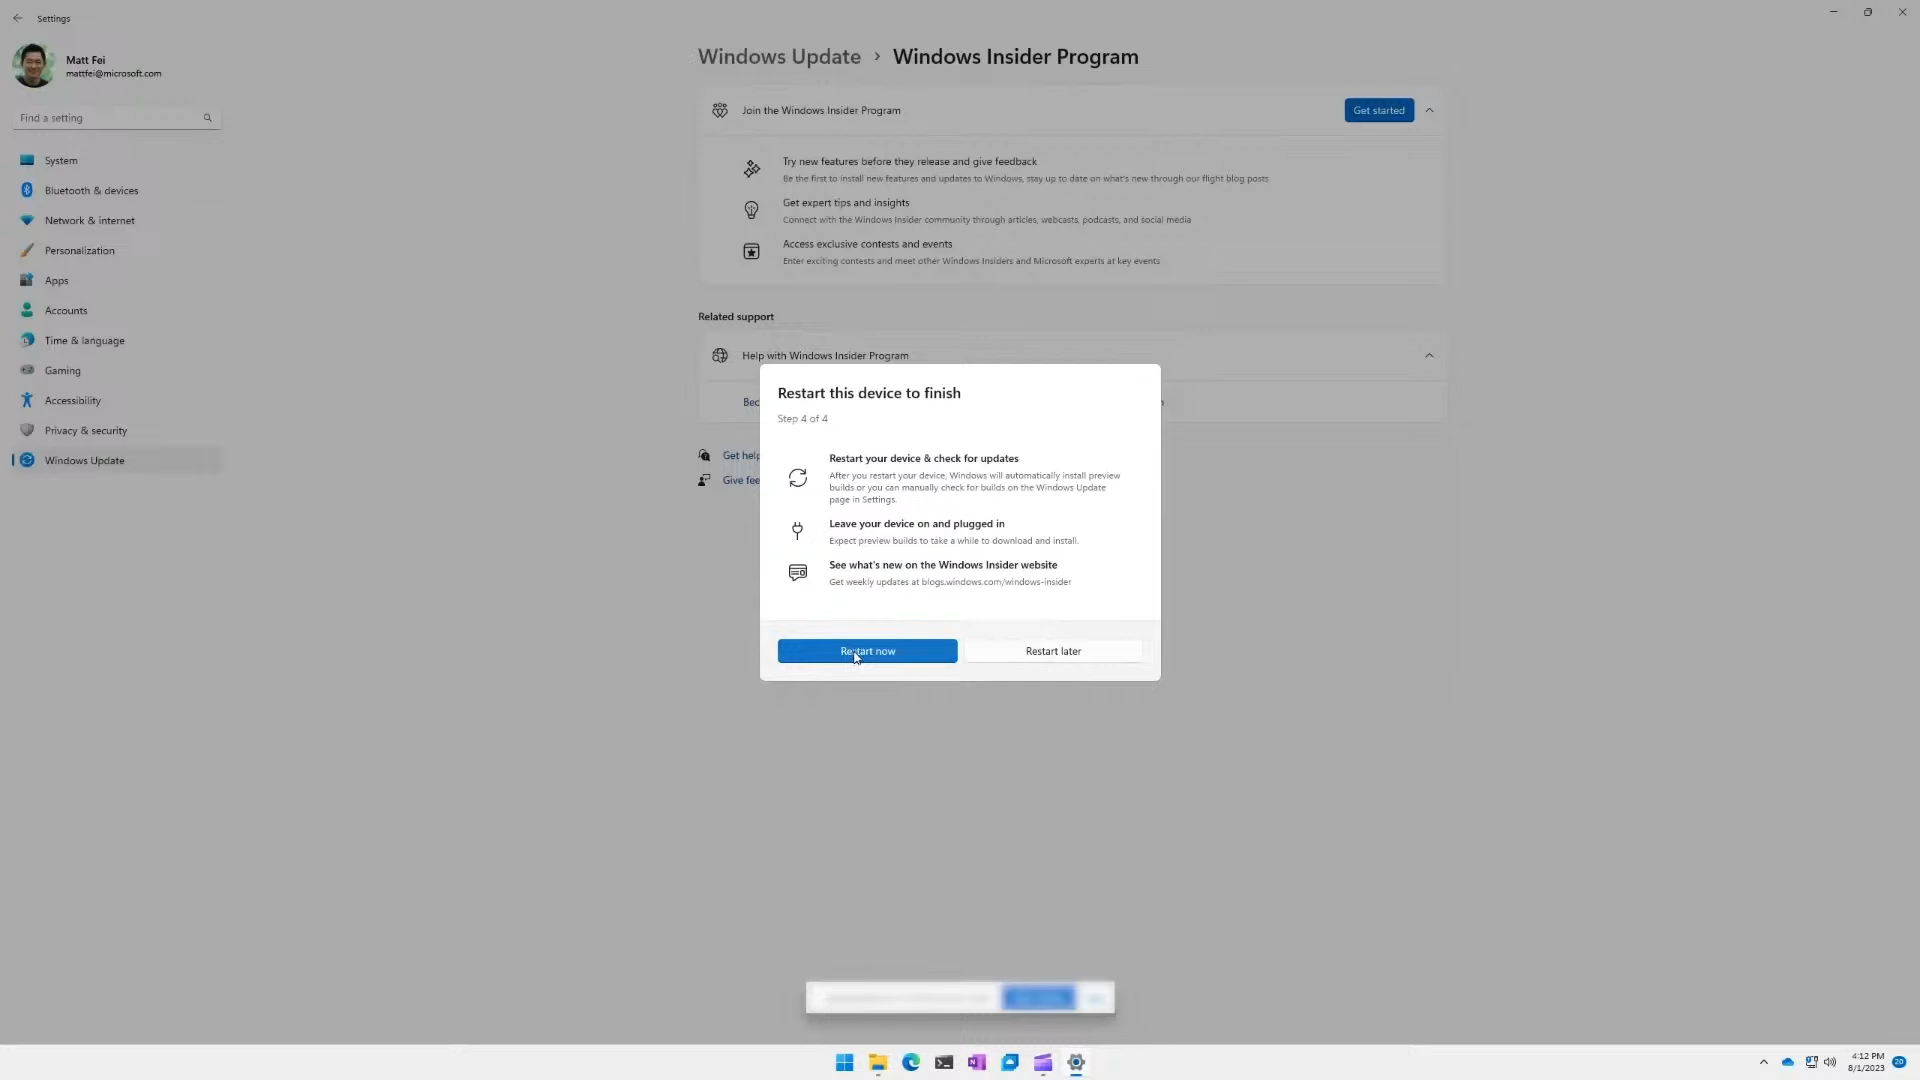 Settings
Matt Fei
mattfei@microsoft.com
Find a setting
System
Bluetooth & devices
Network & internet
Personalization
Apps
Accounts
Time & language
Gaming
Accessibility
Privacy & security
Windows Update
Windows Update > Windows Insider Program
Join the Windows Insider Program
Get started
Try new features before they release and give feedback
Be the first to install new features and updates to Windows, stay up to date on what's new through our flight blog posts
Get expert tips and insights
Connect with the Windows Insider community through articles, webcasts, podcasts, and social media
Access exclusive contests and events
Enter exciting contests and meet other Windows Insiders and Microsoft experts at key events
Related support
Help with Windows Insider Program
Bec
Get help
Give fee
Restart this device to finish
Step 4 of 4
Restart your device & check for updates
After you restart your device, Windows will automatically install preview
builds or you can manually check for builds on the Windows Update
page in Settings.
Leave your device on and plugged in
Expect preview builds to take a while to download and install.
See what's new on the Windows Insider website
Get weekly updates at blogs.windows.com/windows-insider
Restart now
Restart later
4:12 PM
8/1/2023
20